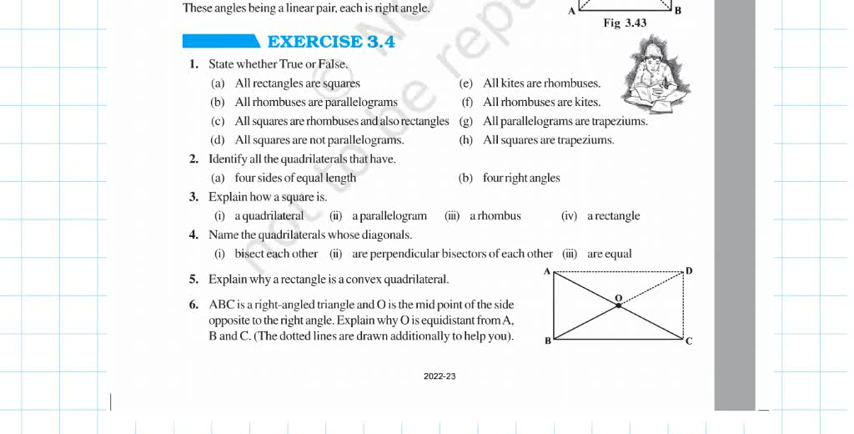 These angles being a linear pair, each is right angle.
A
B
Fig 3.43
EXERCISE 3.4
1. State whether True or False.
(a) All rectangles are squares
(e) All kites are rhombuses.
(b) All rhombuses are parallelograms
(f) All rhombuses are kites.
(c) All squares are rhombuses and also rectangles
(g) All parallelograms are trapeziums.
(d) All squares are not parallelograms.
(h) All squares are trapeziums.
2. Identify all the quadrilaterals that have.
(a) four sides of equal length
(b) four right angles
3. Explain how a square is.
(i) a quadrilateral (ii) a parallelogram (iii) a rhombus (iv) a rectangle
4. Name the quadrilaterals whose diagonals.
(i) bisect each other (ii) are perpendicular bisectors of each other (iii) are equal
5. Explain why a rectangle is a convex quadrilateral.
6. ABC is a right-angled triangle and O is the mid point of the side
opposite to the right angle. Explain why O is equidistant from A,
B and C. (The dotted lines are drawn additionally to help you).
A
D
O
B
C
2022-23
not to be rep